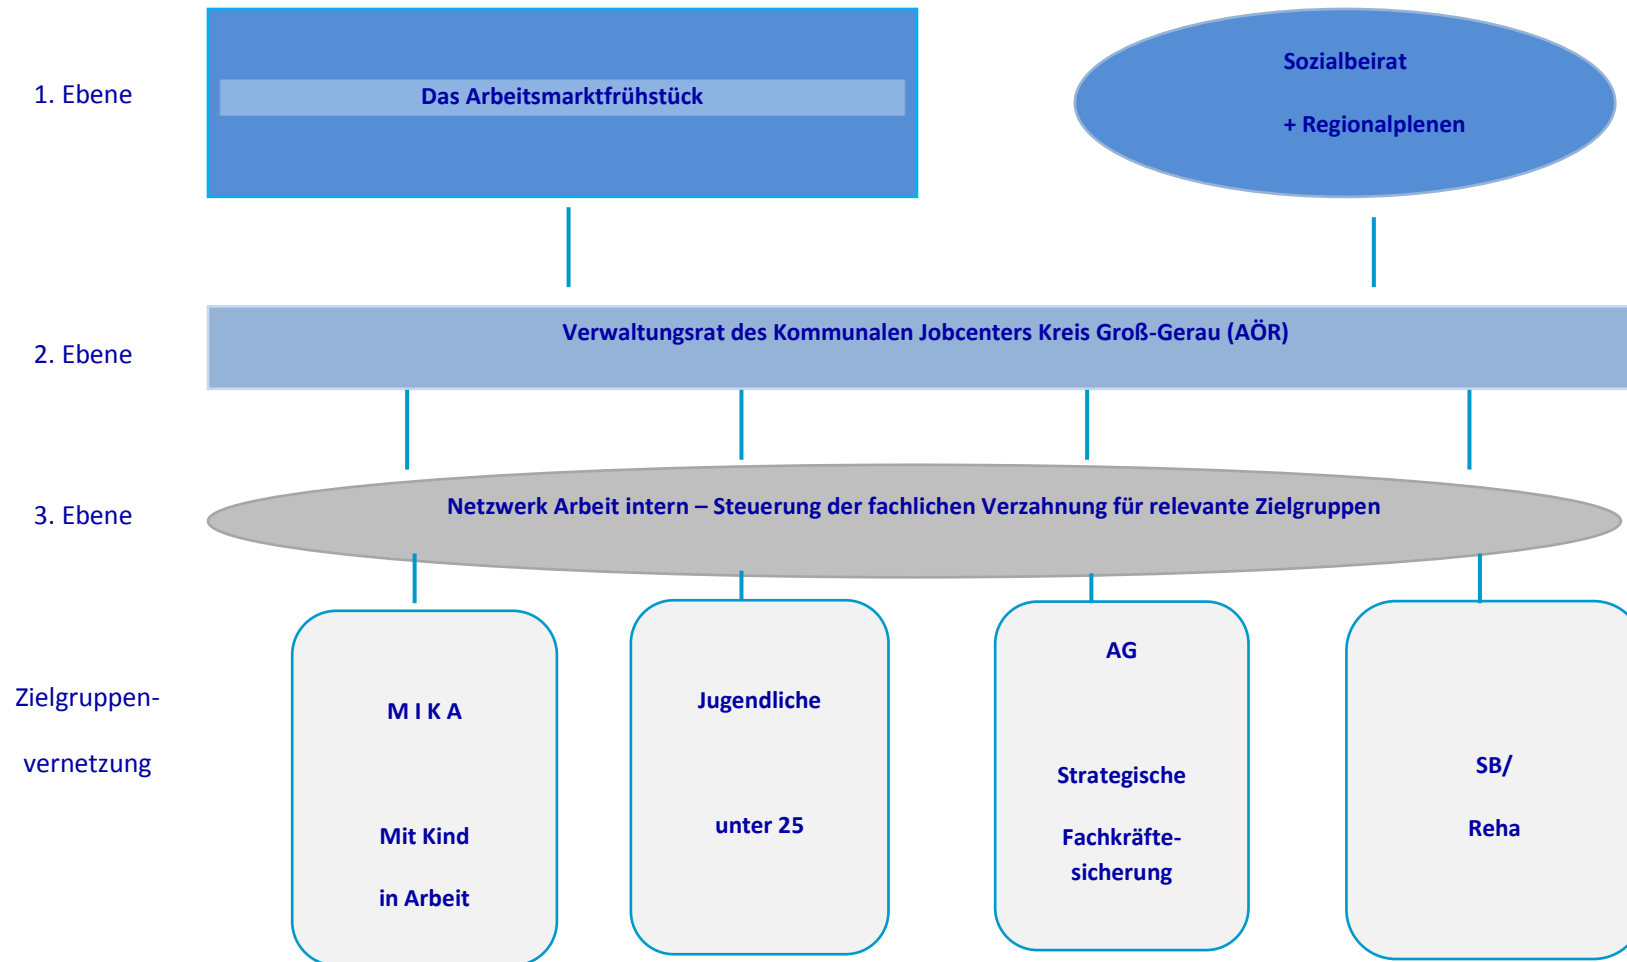 1. Ebene
Das Arbeitsmarktfrühstück
Sozialbeirat
+ Regionalplenen
2. Ebene
Verwaltungsrat des Kommunalen Jobcenters Kreis Groß-Gerau (AÖR)
3. Ebene
Netzwerk Arbeit intern – Steuerung der fachlichen Verzahnung für relevante Zielgruppen
Zielgruppen-
vernetzung
M I K A
Mit Kind
in Arbeit
Jugendliche
unter 25
AG
Strategische
Fachkräfte-
sicherung
SB/
Reha